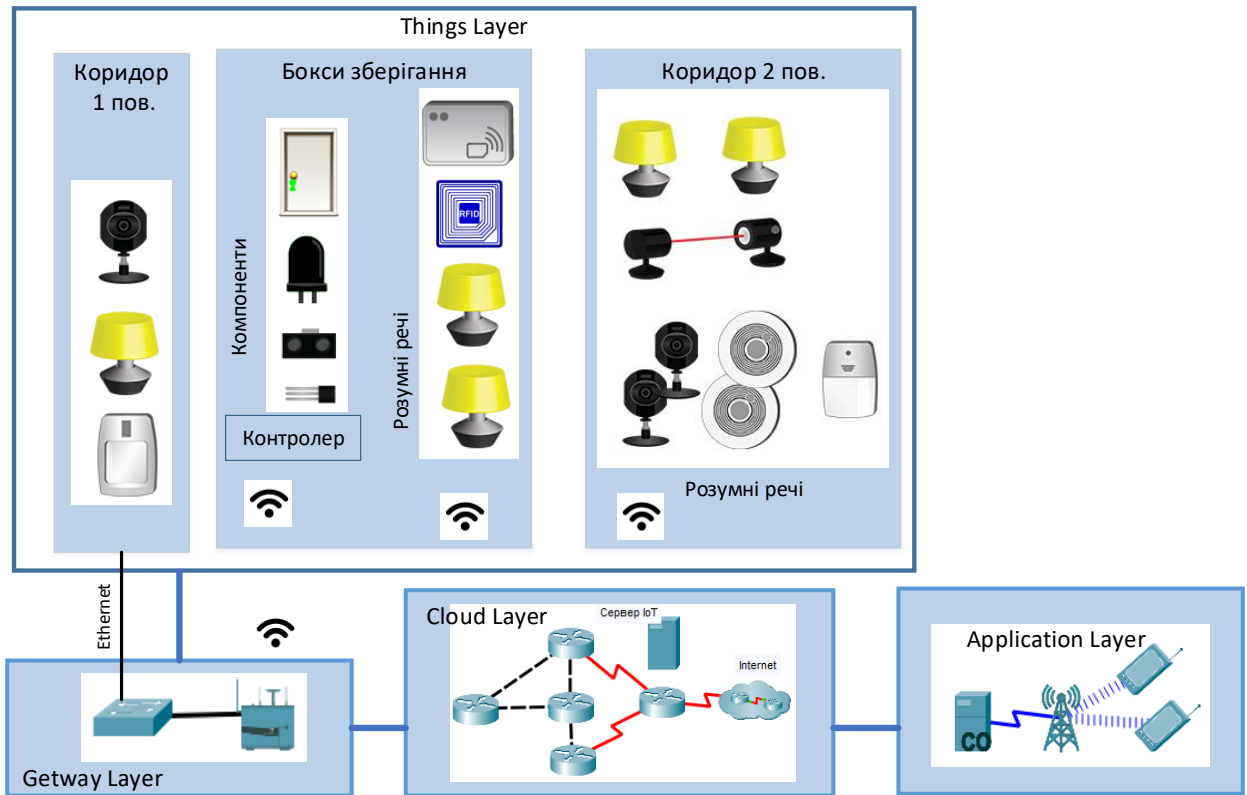 Things Layer
Коридор
1 пов.
Бокси зберігання
Компоненти
Контролер
Розумні речі
RFID
Коридор 2 пов.
Розумні речі
Ethernet
Getway Layer
Cloud Layer
Сервер IoT
Internet
Application Layer
CO